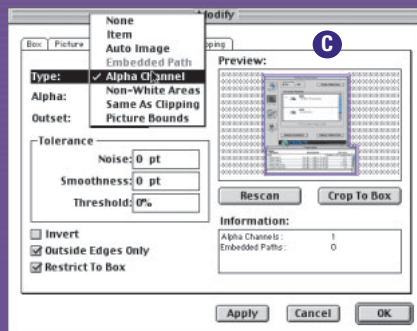 Modify
None
Item
Auto Image
Embedded Path
Alpha Channel
Non-White Areas
Same As Clipping
Picture Bounds
Box
Picture
C
Type:
Alpha:
Outset:
Preview:
Tolerance
Noise: 0 pt
Smoothness: 0 pt
Threshold: 0%
Invert
Outside Edges Only
Restrict To Box
Rescan
Crop To Box
Information:
Alpha Channels: 1
Embedded Paths: 0
Apply
Cancel
OK